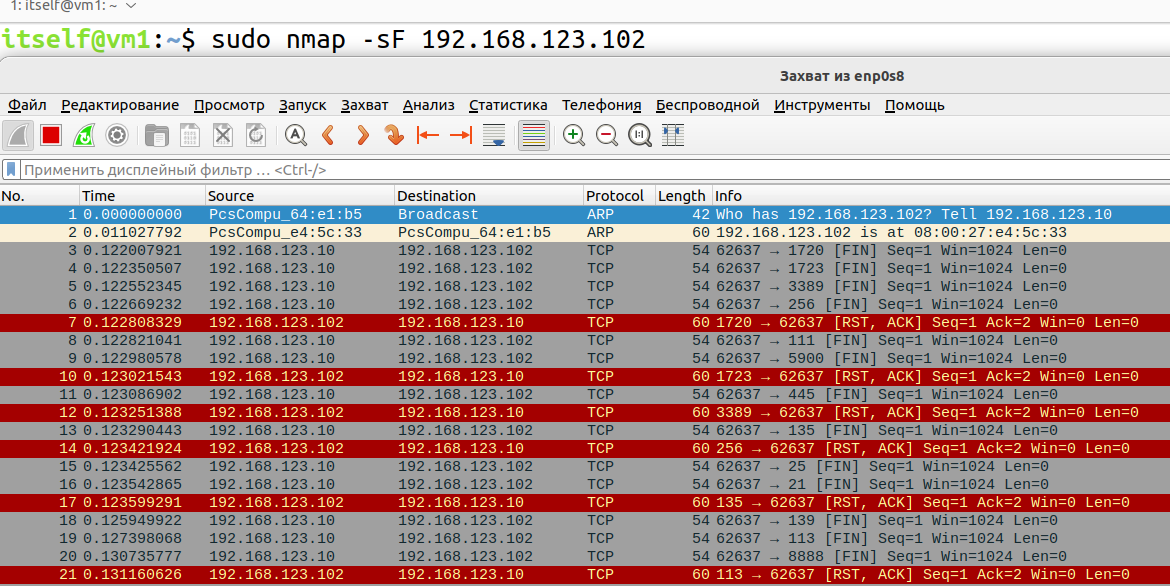 1: itself@vm1: ~
itself@vm1:~$ sudo nmap -sF 192.168.123.102
Захват из enp0s8
Файл Редактирование Просмотр Запуск Захват Анализ Статистика Телефония Беспроводной Инструменты Помощь
Применить дисплейный фильтр … <Ctrl-/>
No. Time Source Destination Protocol Length Info
1 0.000000000 PcsCompu_64:e1:b5 Broadcast ARP 42 Who has 192.168.123.102? Tell 192.168.123.10
2 0.011027792 PcsCompu_e4:5c:33 PcsCompu_64:e1:b5 ARP 60 192.168.123.102 is at 08:00:27:e4:5c:33
3 0.122007921 192.168.123.10 192.168.123.102 TCP 54 62637 → 1720 [FIN] Seq=1 Win=1024 Len=0
4 0.122350507 192.168.123.10 192.168.123.102 TCP 54 62637 → 1723 [FIN] Seq=1 Win=1024 Len=0
5 0.122552345 192.168.123.10 192.168.123.102 TCP 54 62637 → 3389 [FIN] Seq=1 Win=1024 Len=0
6 0.122669232 192.168.123.10 192.168.123.102 TCP 54 62637 → 256 [FIN] Seq=1 Win=1024 Len=0
7 0.122808329 192.168.123.102 192.168.123.10 TCP 60 1720 → 62637 [RST, ACK] Seq=1 Ack=2 Win=0 Len=0
8 0.122821041 192.168.123.10 192.168.123.102 TCP 54 62637 → 111 [FIN] Seq=1 Win=1024 Len=0
9 0.122980578 192.168.123.10 192.168.123.102 TCP 54 62637 → 5900 [FIN] Seq=1 Win=1024 Len=0
10 0.123021543 192.168.123.102 192.168.123.10 TCP 60 1723 → 62637 [RST, ACK] Seq=1 Ack=2 Win=0 Len=0
11 0.123086902 192.168.123.10 192.168.123.102 TCP 54 62637 → 445 [FIN] Seq=1 Win=1024 Len=0
12 0.123251388 192.168.123.102 192.168.123.10 TCP 60 3389 → 62637 [RST, ACK] Seq=1 Ack=2 Win=0 Len=0
13 0.123290443 192.168.123.10 192.168.123.102 TCP 54 62637 → 135 [FIN] Seq=1 Win=1024 Len=0
14 0.123421924 192.168.123.102 192.168.123.10 TCP 60 256 → 62637 [RST, ACK] Seq=1 Ack=2 Win=0 Len=0
15 0.123425562 192.168.123.10 192.168.123.102 TCP 54 62637 → 25 [FIN] Seq=1 Win=1024 Len=0
16 0.123542865 192.168.123.10 192.168.123.102 TCP 54 62637 → 21 [FIN] Seq=1 Win=1024 Len=0
17 0.123599291 192.168.123.102 192.168.123.10 TCP 60 135 → 62637 [RST, ACK] Seq=1 Ack=2 Win=0 Len=0
18 0.125949922 192.168.123.10 192.168.123.102 TCP 54 62637 → 139 [FIN] Seq=1 Win=1024 Len=0
19 0.127398068 192.168.123.10 192.168.123.102 TCP 54 62637 → 113 [FIN] Seq=1 Win=1024 Len=0
20 0.130735777 192.168.123.10 192.168.123.102 TCP 54 62637 → 8888 [FIN] Seq=1 Win=1024 Len=0
21 0.131160626 192.168.123.102 192.168.123.10 TCP 60 113 → 62637 [RST, ACK] Seq=1 Ack=2 Win=0 Len=0